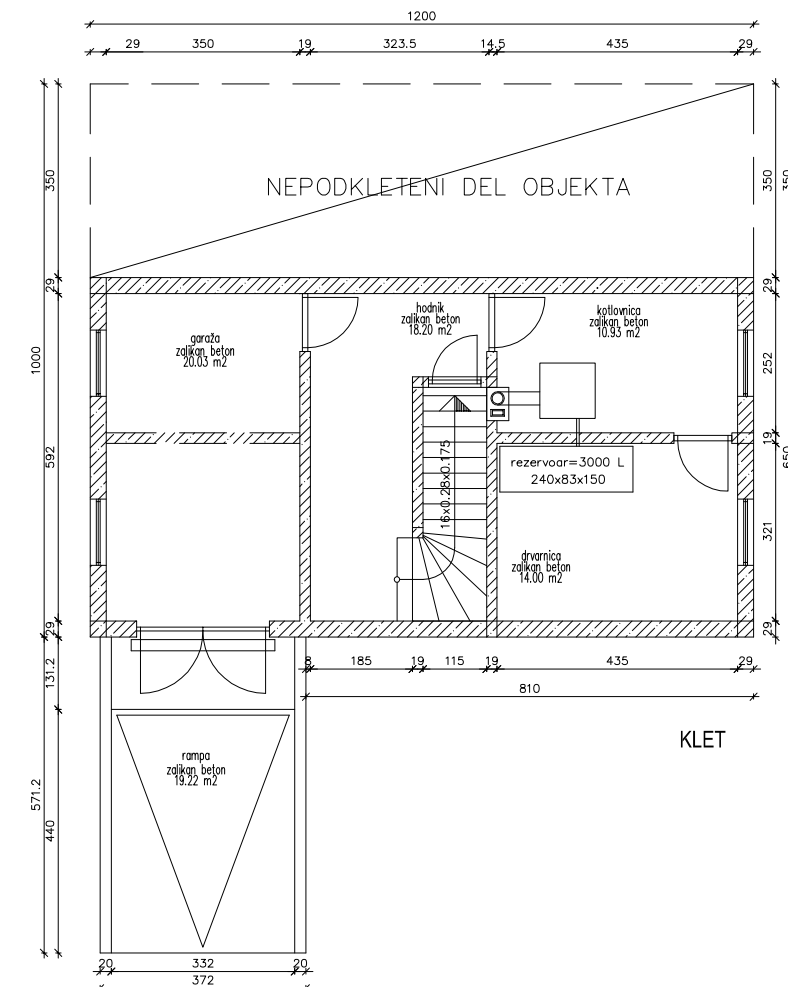 1200
29 350 19 323.5 14.5 435 29
350
350
350
NEPODKLETENI DEL OBJEKTA
29
29
1000
592
252
19
650
321
garaža
zalikan beton
20.03 m2
hodnik
zalikan beton
18.20 m2
kotlovnica
zalikan beton
10.93 m2
16x0.28x0.175
rezervoar=3000 L
240x83x150
drvarnica
zalikan beton
14.00 m2
29
29
131.2
8 185 19 115 19 435 29
810
KLET
rampa
zalikan beton
19.22 m2
571.2
440
20 332 20
372